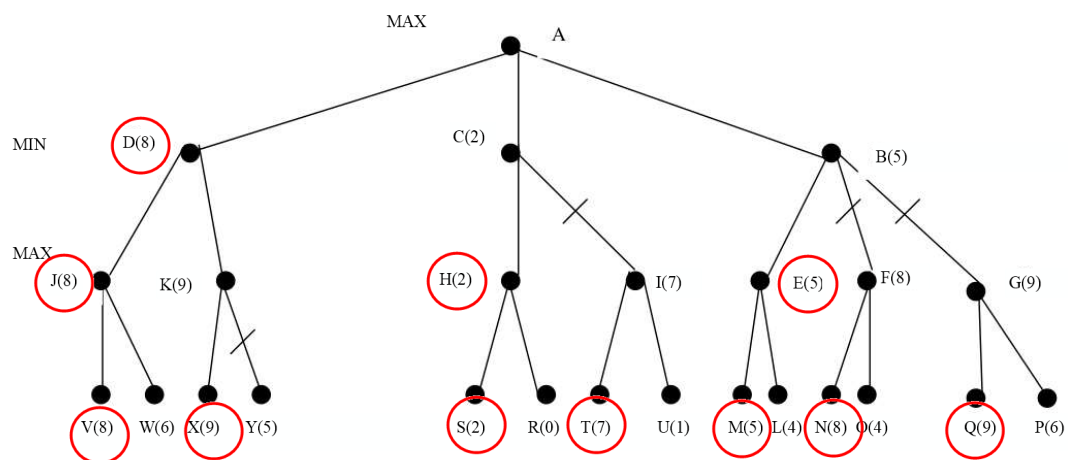 MAX
A
MIN
D(8)
C(2)
B(5)
MAX
J(8)
K(9)
H(2)
I(7)
E(5)
F(8)
G(9)
V(8)
W(6)
X(9)
Y(5)
S(2)
R(0)
T(7)
U(1)
M(5)
L(4)
N(8)
O(4)
Q(9)
P(6)